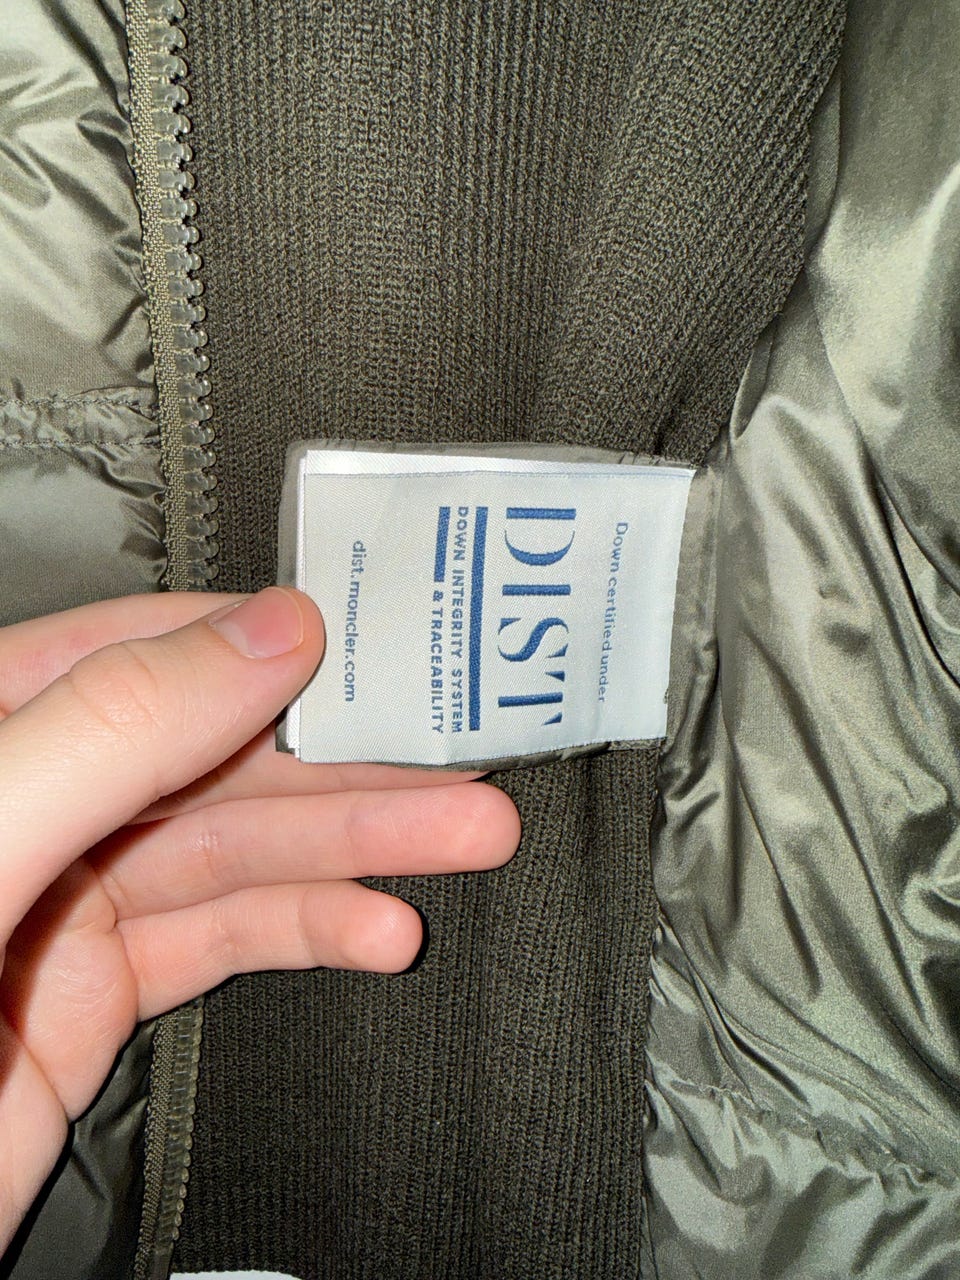 Down certified under
DIST
DOWN INTEGRITY SYSTEM
& TRACEABILITY
dist.moncler.com